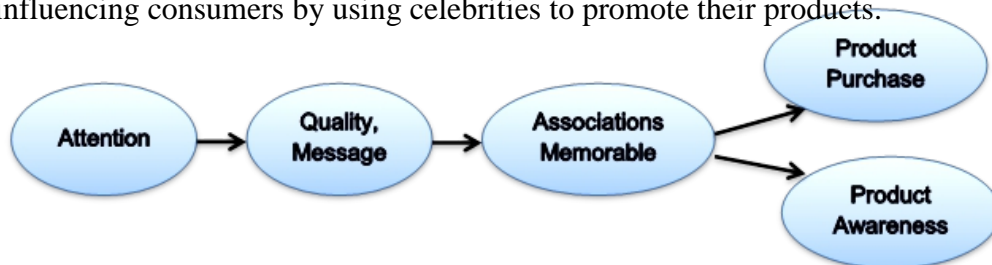 influencing consumers by using celebrities to promote their products.
Attention
Quality,
Message
Associations
Memorable
Product
Purchase
Product
Awareness